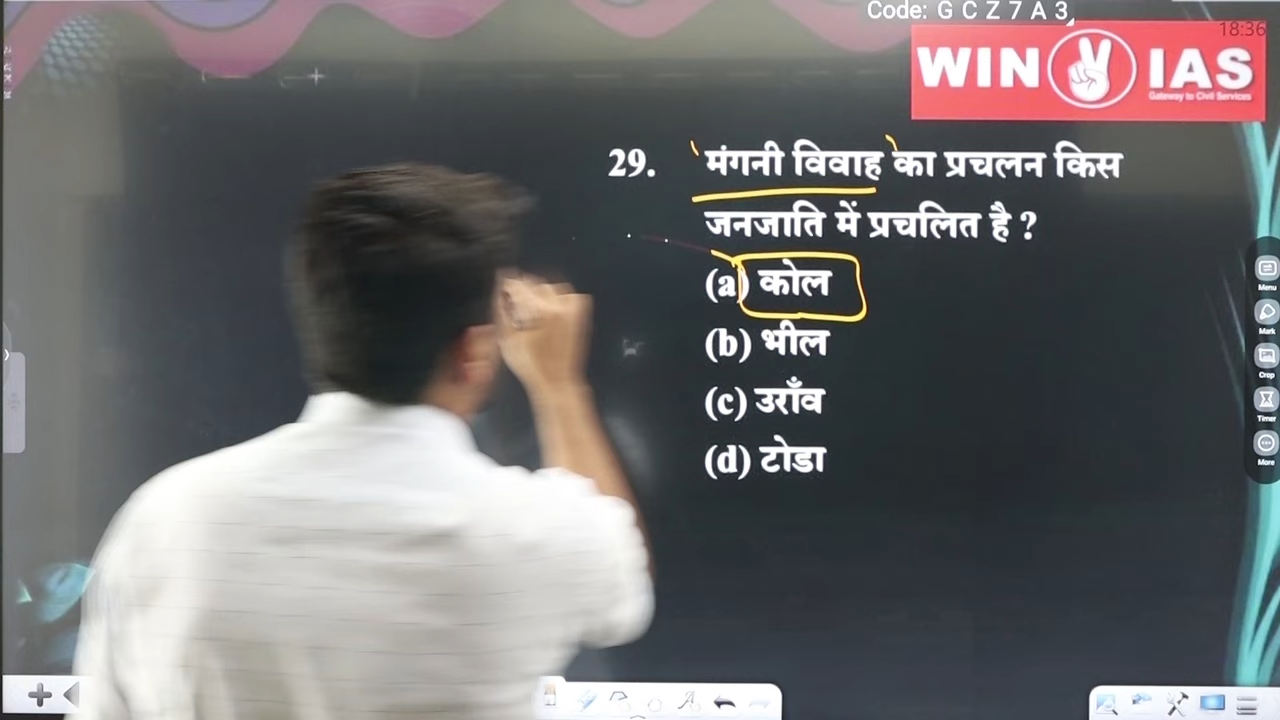 Code: G C Z 7 A 3
18:36
WIN IAS
Gateway to Civil Services
29. 'मंगनी विवाह' का प्रचलन किस
जनजाति में प्रचलित है ?
(a) कोल
(b) भील
(c) उराँव
(d) टोडा
Menu
Mark
Crop
Timer
More